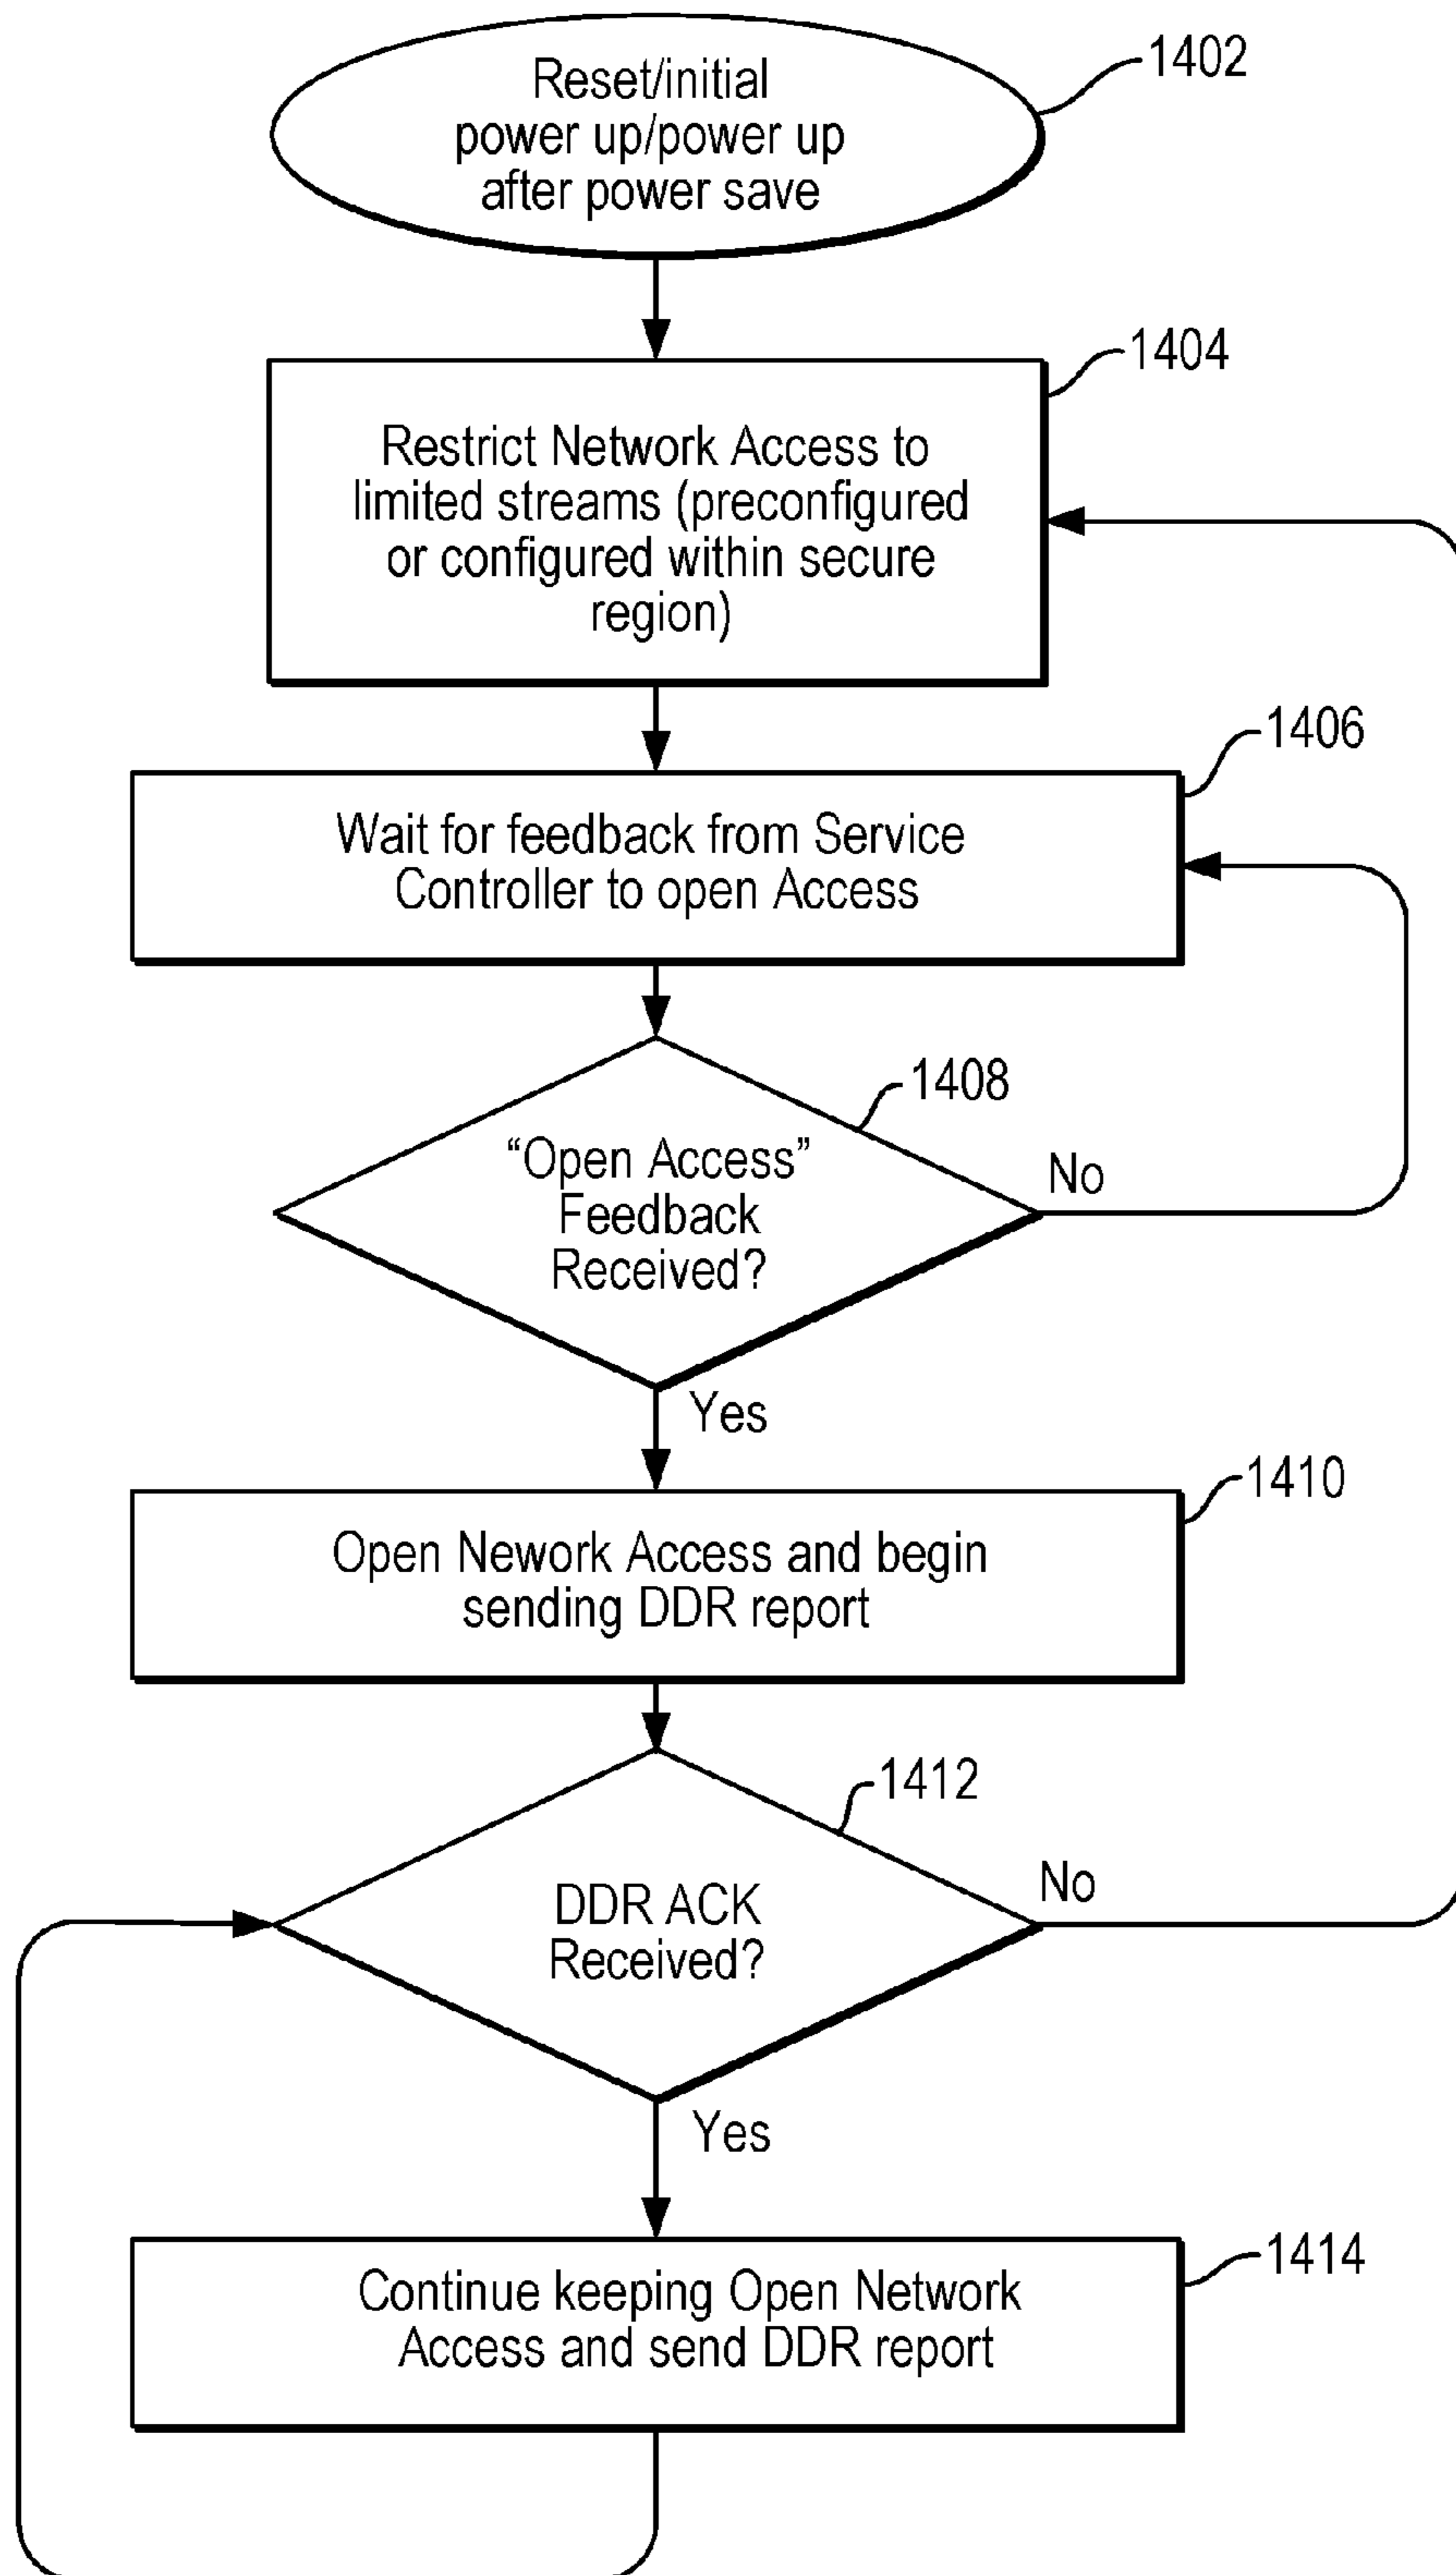 Reset/initial
power up/power up
after power save
1402
1404
Restrict Network Access to
limited streams (preconfigured
or configured within secure
region)
1406
Wait for feedback from Service
Controller to open Access
1408
“Open Access”
Feedback
Received?
No
Yes
1410
Open Nework Access and begin
sending DDR report
1412
DDR ACK
Received?
No
Yes
1414
Continue keeping Open Network
Access and send DDR report